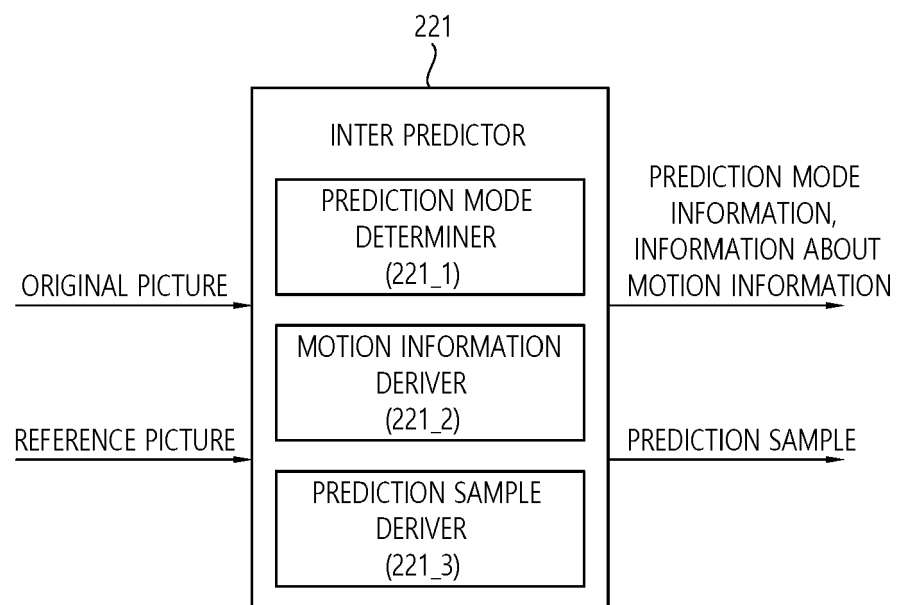 221
INTER PREDICTOR
PREDICTION MODE
DETERMINER
(221_1)
ORIGINAL PICTURE
PREDICTION MODE
INFORMATION,
INFORMATION ABOUT
MOTION INFORMATION
MOTION INFORMATION
DERIVER
(221_2)
REFERENCE PICTURE
PREDICTION SAMPLE
PREDICTION SAMPLE
DERIVER
(221_3)